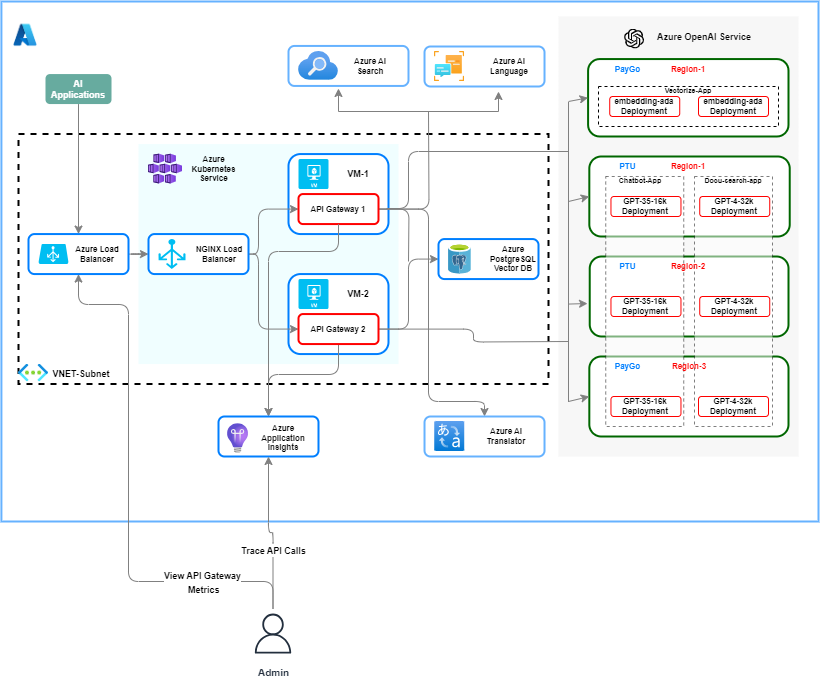 Azure OpenAI Service
Azure AI
Search
Azure AI
Language
AI
Applications
PayGo
Region-1
Vectorize-App
embedding-ada
Deployment
embedding-ada
Deployment
Azure
Kubernetes
Service
VM-1
VM
API Gateway 1
PTU
Region-1
Chatbot-App
Docu-search-app
GPT-35-16k
Deployment
GPT-4-32k
Deployment
Azure Load
Balancer
NGINX Load
Balancer
Azure
PostgreSQL
Vector DB
VM-2
VM
API Gateway 2
PTU
Region-2
GPT-35-16k
Deployment
GPT-4-32k
Deployment
VNET-Subnet
PayGo
Region-3
GPT-35-16k
Deployment
GPT-4-32k
Deployment
Azure
Application
Insights
あ
a
Azure AI
Translator
Trace API Calls
View API Gateway
Metrics
Admin